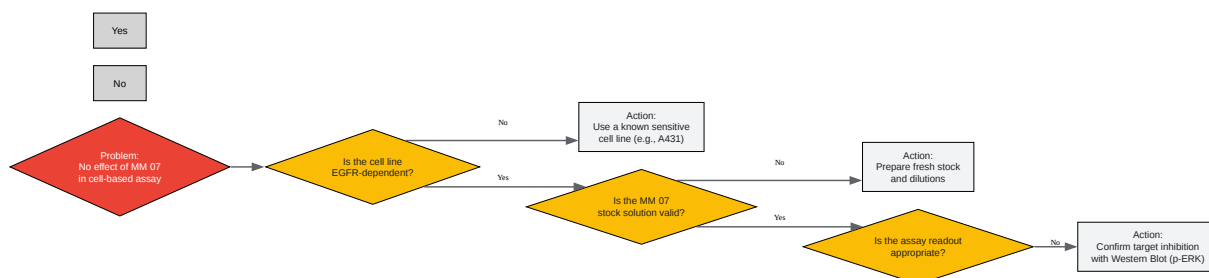 Yes
No
Problem:
No effect of MM 07
in cell-based assay
Is the cell line
EGFR-dependent?
No
Action:
Use a known sensitive
cell line (e.g., A431)
Yes
Is the MM 07
stock solution valid?
No
Action:
Prepare fresh stock
and dilutions
Yes
Is the assay readout
appropriate?
No
Action:
Confirm target inhibition
with Western Blot (p-ERK)